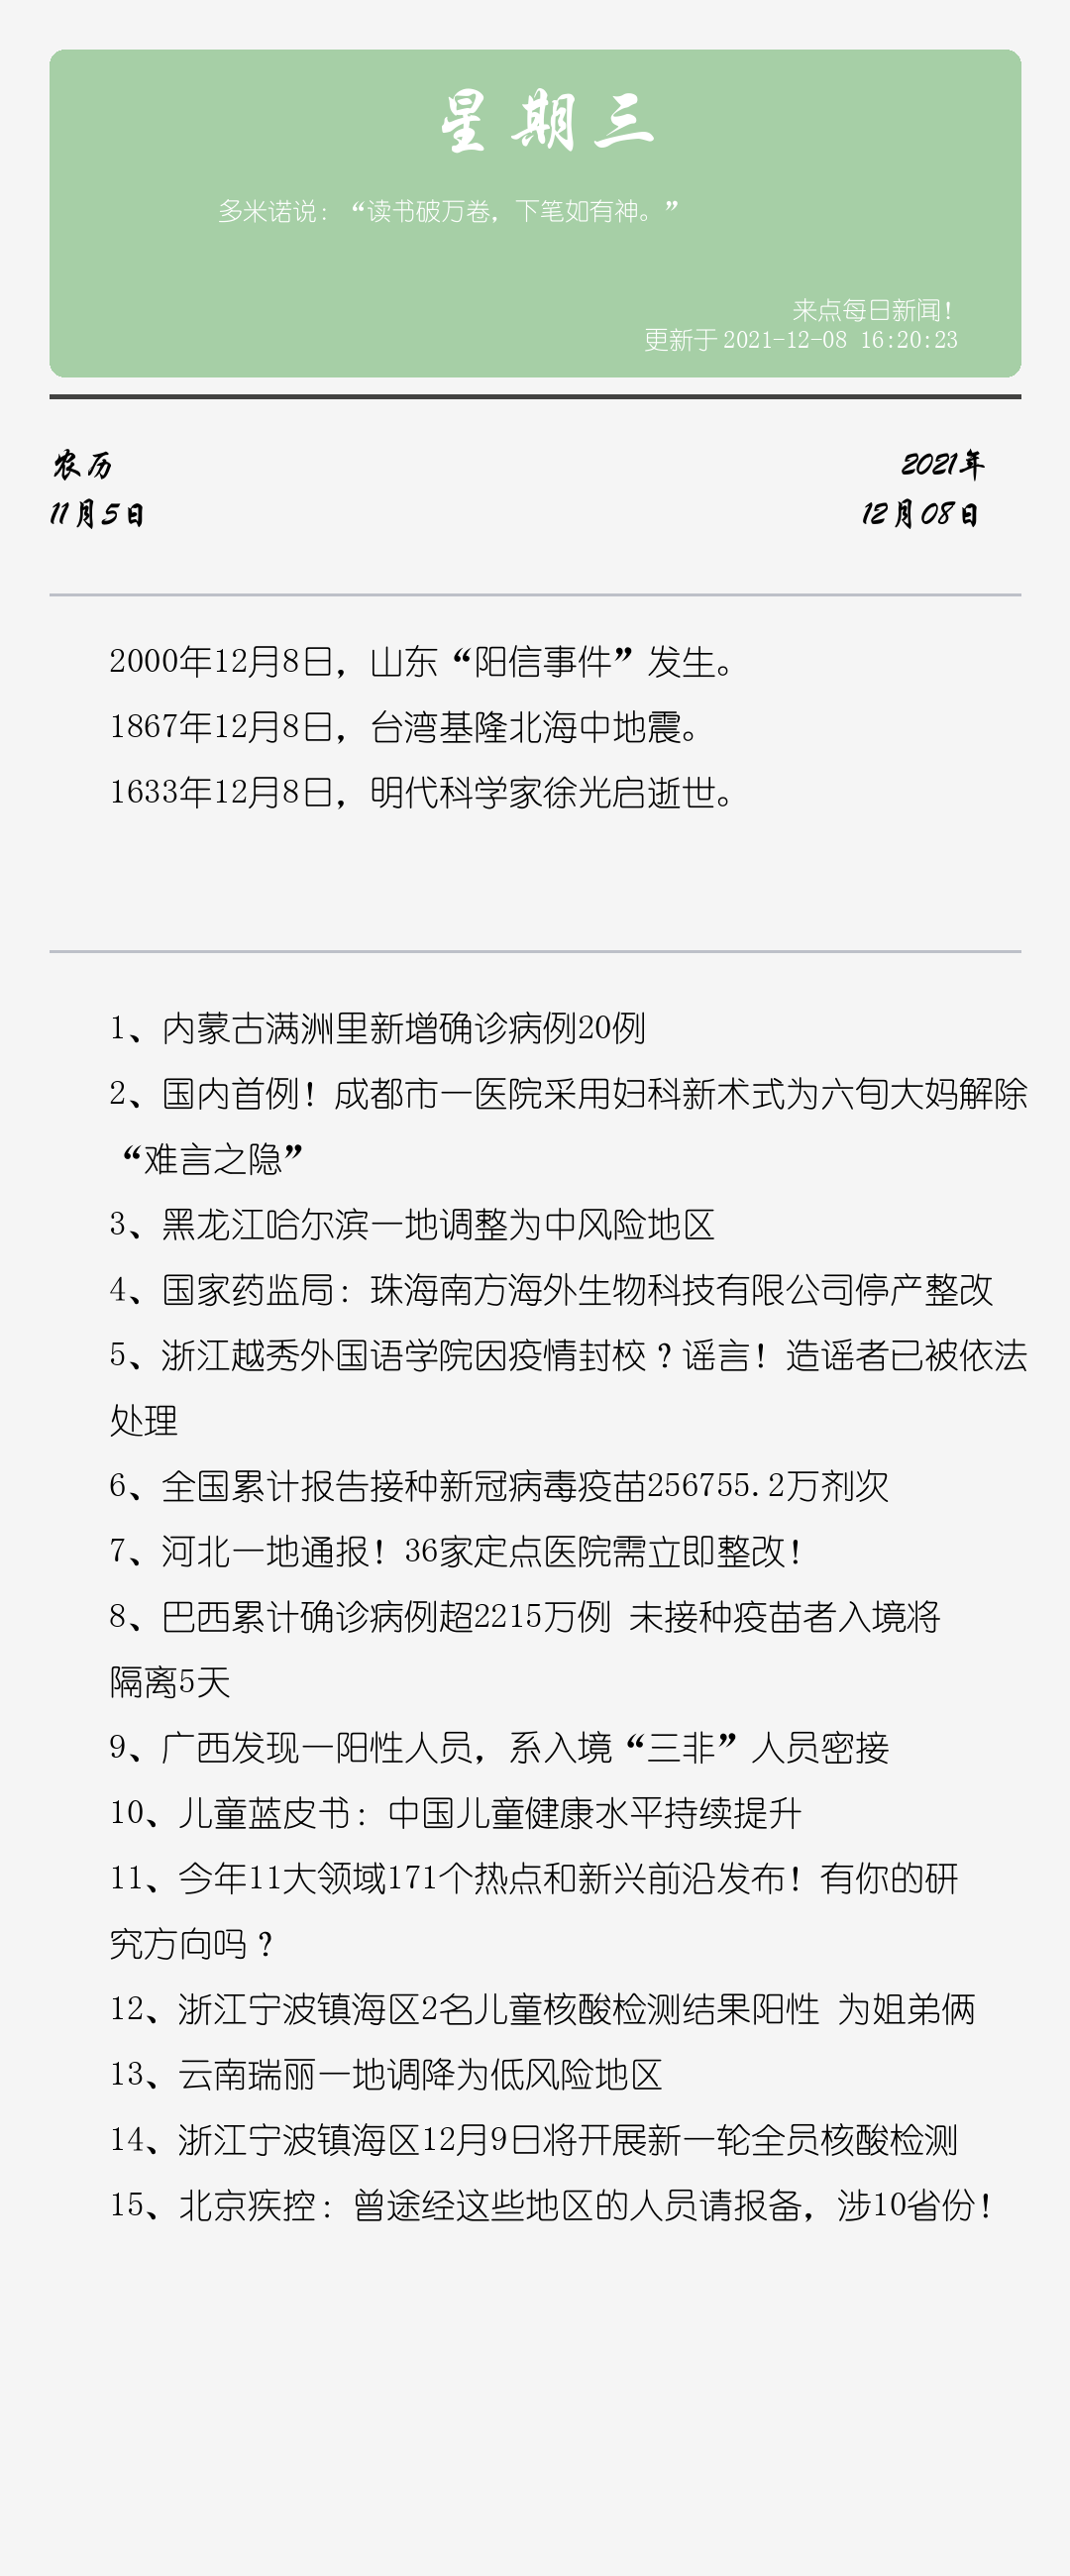 星期三
多米诺说：“读书破万卷，下笔如有神。”
来点每日新闻！
更新于2021-12-08 16:20:23
农历
2021年
11月5日
12月08日
2000年12月8日，山东“阳信事件”发生。
1867年12月8日，台湾基隆北海中地震。
1633年12月8日，明代科学家徐光启逝世。
1、内蒙古满洲里新增确诊病例20例
2、国内首例！成都市一医院采用妇科新术式为六旬大妈解除
“难言之隐”
3、黑龙江哈尔滨一地调整为中风险地区
4、国家药监局：珠海南方海外生物科技有限公司停产整改
5、浙江越秀外国语学院因疫情封校？谣言！造谣者已被依法
处理
6、全国累计报告接种新冠病毒疫苗256755.2万剂次
7、河北一地通报！36家定点医院需立即整改！
8、巴西累计确诊病例超2215万例 未接种疫苗者入境将
隔离5天
9、广西发现一阳性人员，系入境“三非”人员密接
10、儿童蓝皮书：中国儿童健康水平持续提升
11、今年11大领域171个热点和新兴前沿发布！有你的研
究方向吗？
12、浙江宁波镇海区2名儿童核酸检测结果阳性 为姐弟俩
13、云南瑞丽一地调降为低风险地区
14、浙江宁波镇海区12月9日将开展新一轮全员核酸检测
15、北京疾控：曾途经这些地区的人员请报备，涉10省份！